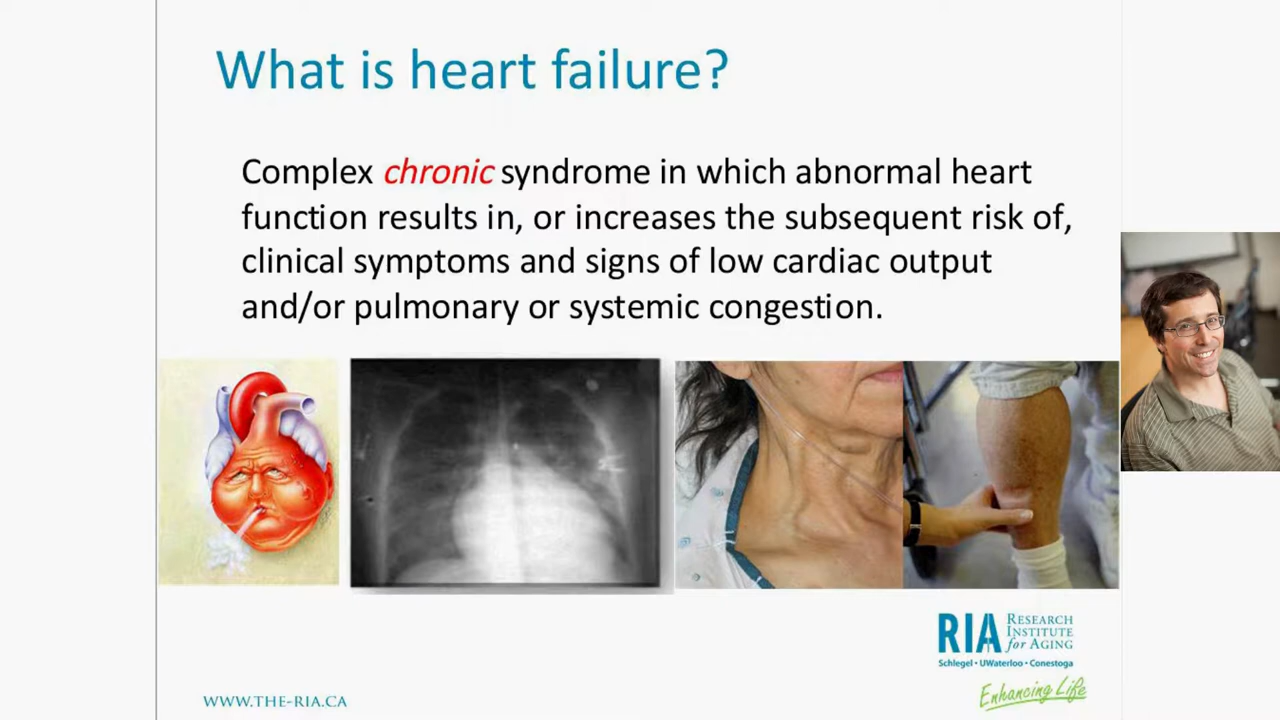 What is heart failure?
Complex chronic syndrome in which abnormal heart
function results in, or increases the subsequent risk of,
clinical symptoms and signs of low cardiac output
and/or pulmonary or systemic congestion.
RIA
RESEARCH
INSTITUTE
for AGING
Schlegel • UWaterloo • Conestoga
Enhancing Life
WWW.THE-RIA.CA